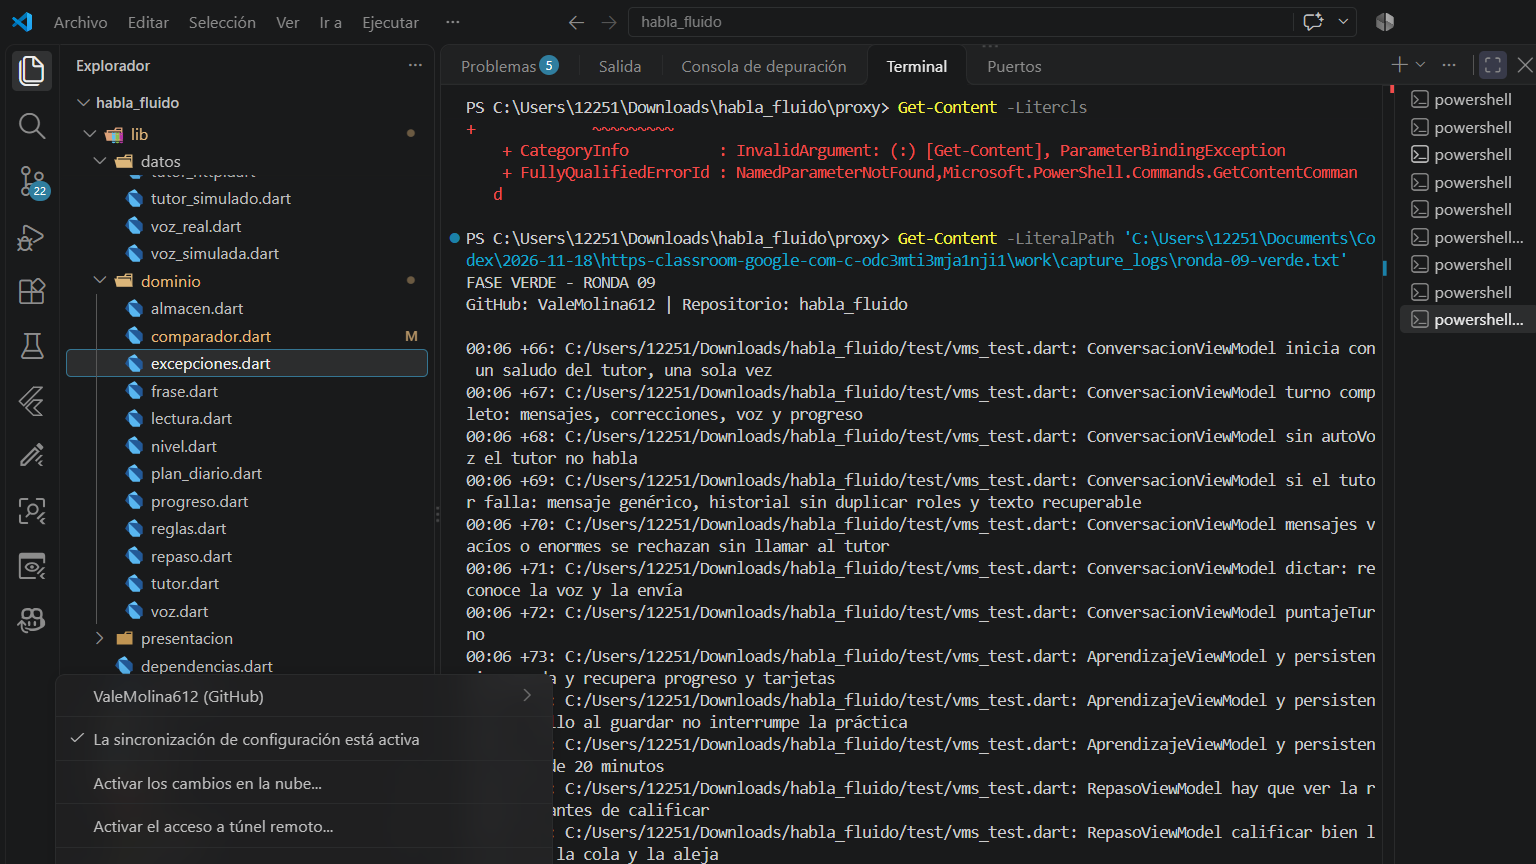 Archivo Editar Selección Ver Ir a Ejecutar ··· habla_fluido
Explorador ···
habla_fluido
lib
datos
tutor_http.dart
tutor_simulado.dart
voz_real.dart
voz_simulada.dart
dominio
almacen.dart
comparador.dart M
excepciones.dart
frase.dart
lectura.dart
nivel.dart
plan_diario.dart
progreso.dart
reglas.dart
repaso.dart
tutor.dart
voz.dart
presentacion
dependencias.dart
22
ValeMolina612 (GitHub)
La sincronización de configuración está activa
Activar los cambios en la nube...
Activar el acceso a túnel remoto...
Problemas 5 Salida Consola de depuración Terminal Puertos
PS C:\Users\12251\Downloads\habla_fluido\proxy> Get-Content -Litercls
+ ~~~~~~~~~
+ CategoryInfo : InvalidArgument: (:) [Get-Content], ParameterBindingException
+ FullyQualifiedErrorId : NamedParameterNotFound,Microsoft.PowerShell.Commands.GetContentComman
d
PS C:\Users\12251\Downloads\habla_fluido\proxy> Get-Content -LiteralPath 'C:\Users\12251\Documents\Co
dex\2026-11-18\https-classroom-google-com-c-odc3mti3mja1nji1\work\capture_logs\ronda-09-verde.txt'
FASE VERDE - RONDA 09
GitHub: ValeMolina612 | Repositorio: habla_fluido
00:06 +66: C:/Users/12251/Downloads/habla_fluido/test/vms_test.dart: ConversacionViewModel inicia con
un saludo del tutor, una sola vez
00:06 +67: C:/Users/12251/Downloads/habla_fluido/test/vms_test.dart: ConversacionViewModel turno comp
leto: mensajes, correcciones, voz y progreso
00:06 +68: C:/Users/12251/Downloads/habla_fluido/test/vms_test.dart: ConversacionViewModel sin autoVo
z el tutor no habla
00:06 +69: C:/Users/12251/Downloads/habla_fluido/test/vms_test.dart: ConversacionViewModel si el tuto
r falla: mensaje genérico, historial sin duplicar roles y texto recuperable
00:06 +70: C:/Users/12251/Downloads/habla_fluido/test/vms_test.dart: ConversacionViewModel mensajes v
acíos o enormes se rechazan sin llamar al tutor
00:06 +71: C:/Users/12251/Downloads/habla_fluido/test/vms_test.dart: ConversacionViewModel dictar: re
conoce la voz y la envía
00:06 +72: C:/Users/12251/Downloads/habla_fluido/test/vms_test.dart: ConversacionViewModel puntajeTur
no
00:06 +73: C:/Users/12251/Downloads/habla_fluido/test/vms_test.dart: AprendizajeViewModel y persisten
y recupera progreso y tarjetas
: C:/Users/12251/Downloads/habla_fluido/test/vms_test.dart: AprendizajeViewModel y persisten
llo al guardar no interrumpe la práctica
: C:/Users/12251/Downloads/habla_fluido/test/vms_test.dart: AprendizajeViewModel y persisten
de 20 minutos
: C:/Users/12251/Downloads/habla_fluido/test/vms_test.dart: RepasoViewModel hay que ver la r
antes de calificar
: C:/Users/12251/Downloads/habla_fluido/test/vms_test.dart: RepasoViewModel calificar bien l
la cola y la aleja
powershell
powershell
powershell
powershell
powershell
powershell...
powershell
powershell
powershell...